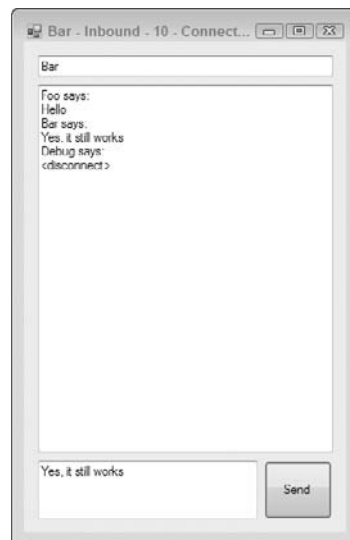 Bar - Inbound - 10 - Connect...
Bar
Foo says:
Hello
Bar says:
Yes, it still works
Debug says:
<disconnect>
Yes, it still works
Send